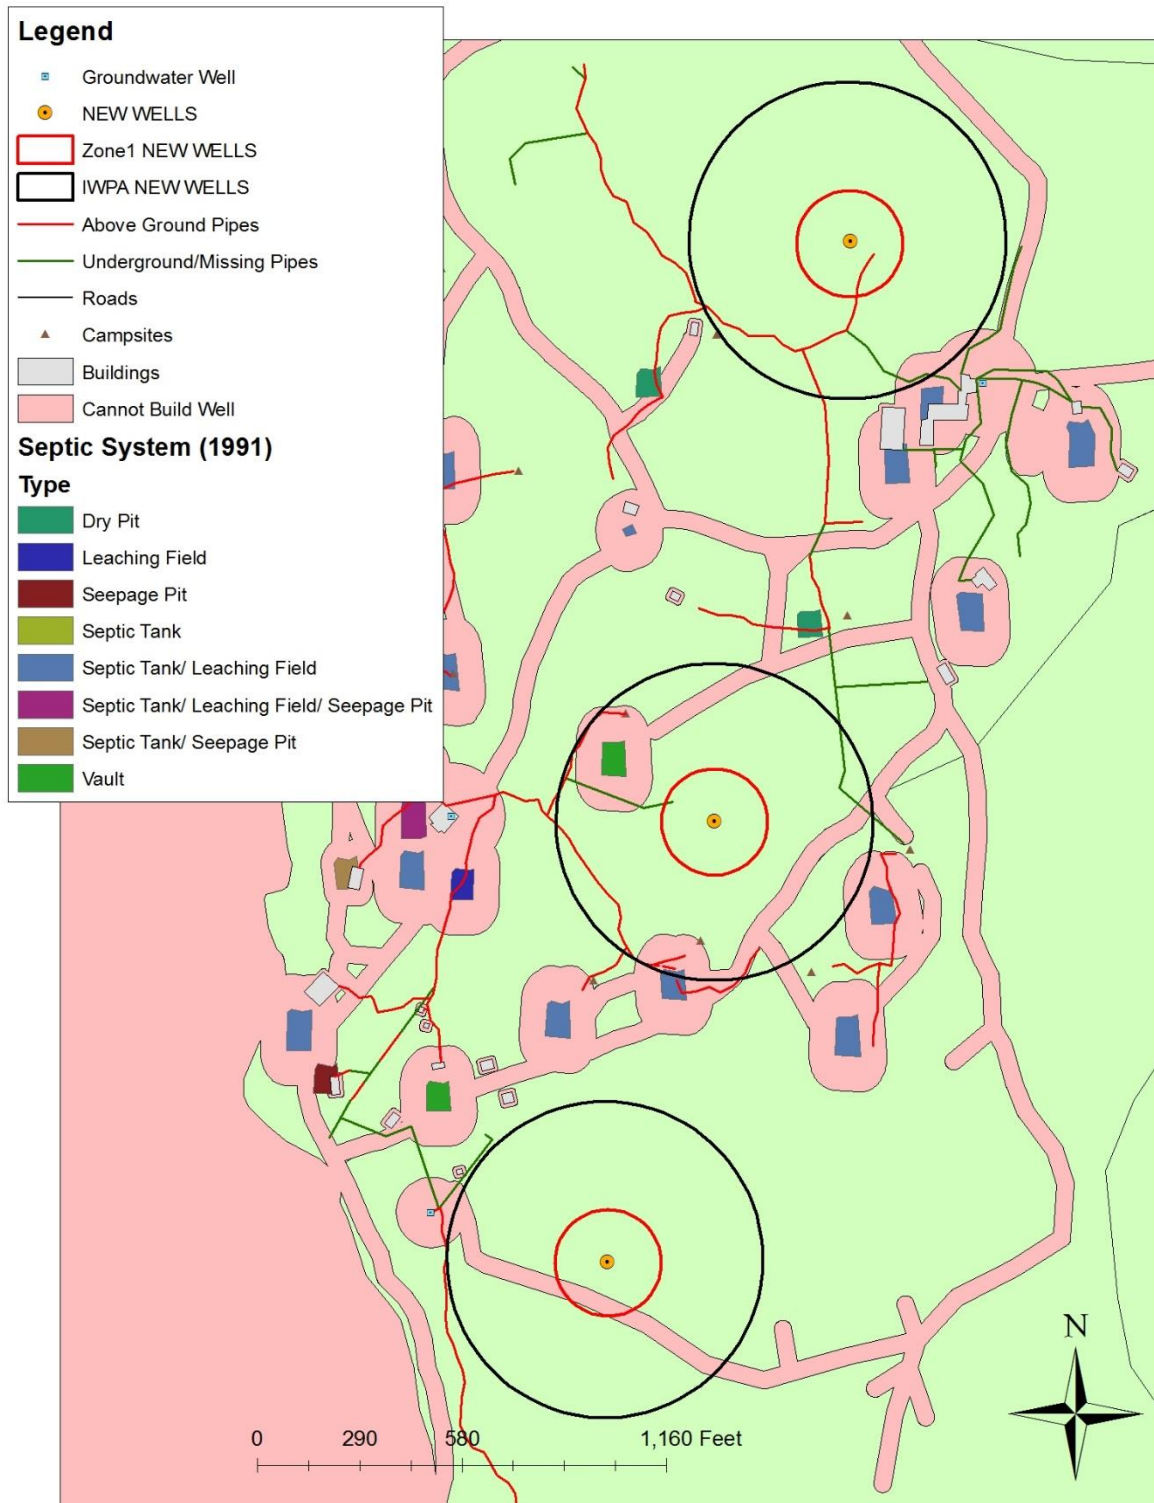 Legend
Groundwater Well
NEW WELLS
Zone1 NEW WELLS
IWPA NEW WELLS
Above Ground Pipes
Underground/Missing Pipes
Roads
Campsites
Buildings
Cannot Build Well
Septic System (1991)
Type
Dry Pit
Leaching Field
Seepage Pit
Septic Tank
Septic Tank/ Leaching Field
Septic Tank/ Leaching Field/ Seepage Pit
Septic Tank/ Seepage Pit
Vault
N
0 290 580 1,160 Feet